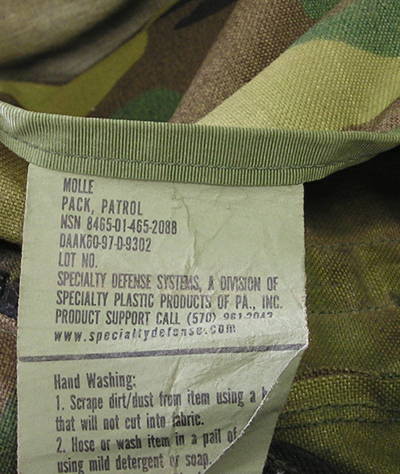 MOLLE
PACK, PATROL
NSN 8465-01-465-2088
DAAK60-97-D-9302
LOT NO.
SPECIALTY DEFENSE SYSTEMS, A DIVISION OF
SPECIALTY PLASTIC PRODUCTS OF PA., INC.
PRODUCT SUPPORT CALL (570) 961-2042
www.specialtydefense.com
Hand Washing:
1. Scrape dirt/dust from item using a
that will not cut into fabric.
2. Hose or wash item in a pail of
using mild detergent or soap.